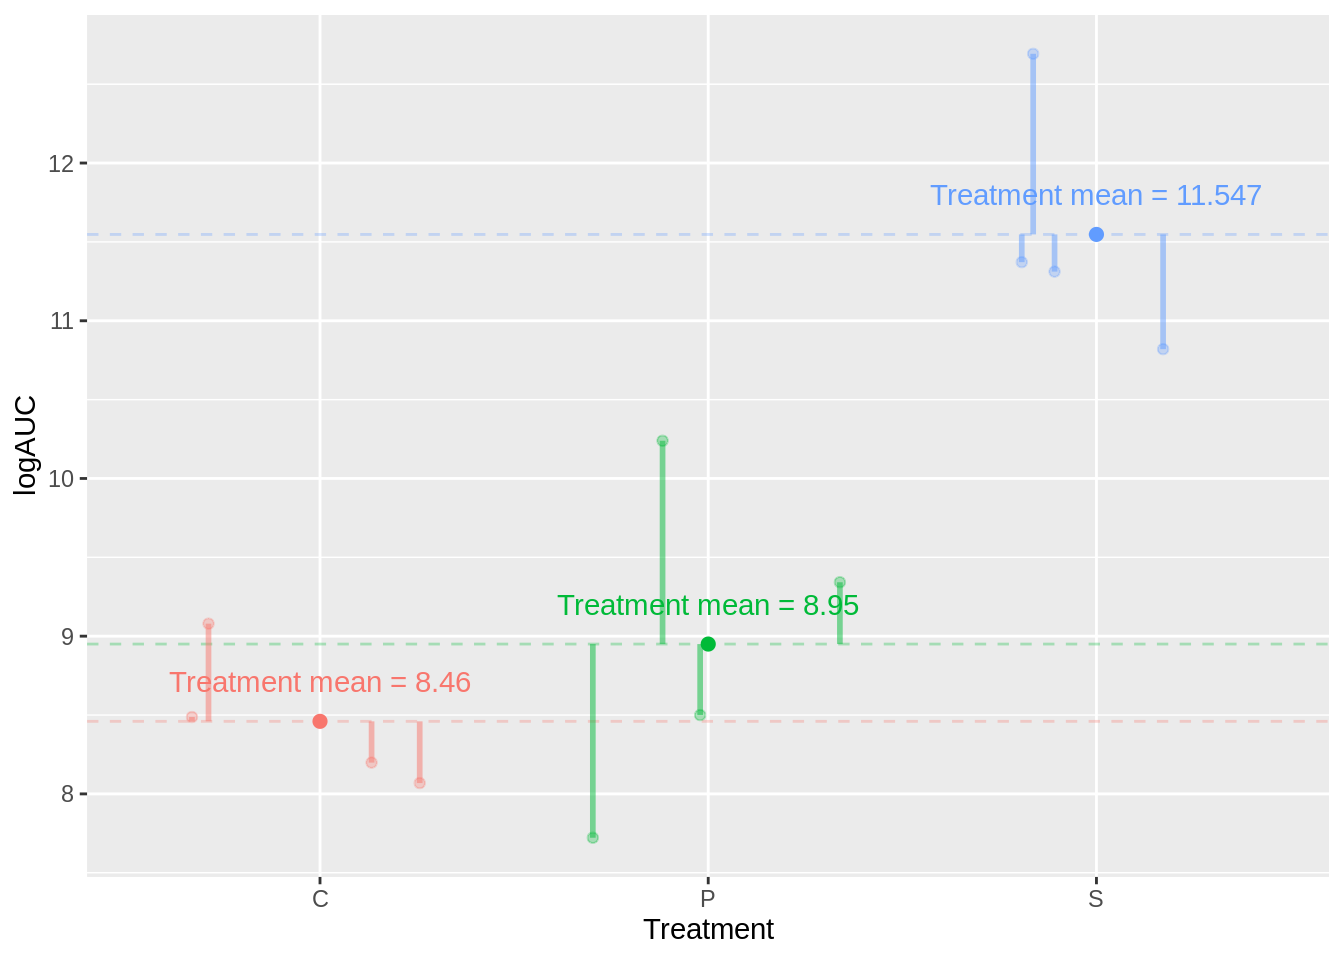 12
11
10
9
8
logAUC
Treatment mean = 11.547
Treatment mean = 8.95
Treatment mean = 8.46
C
P
S
Treatment